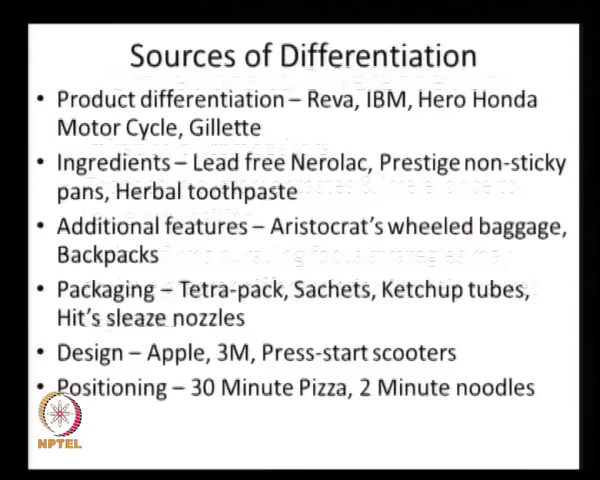 Sources of Differentiation
• Product differentiation – Reva, IBM, Hero Honda
Motor Cycle, Gillette
• Ingredients – Lead free Nerolac, Prestige non-sticky
pans, Herbal toothpaste
• Additional features – Aristocrat's wheeled baggage,
Backpacks
• Packaging – Tetra-pack, Sachets, Ketchup tubes,
Hit's sleaze nozzles
• Design – Apple, 3M, Press-start scooters
• Positioning – 30 Minute Pizza, 2 Minute noodles
NPTEL